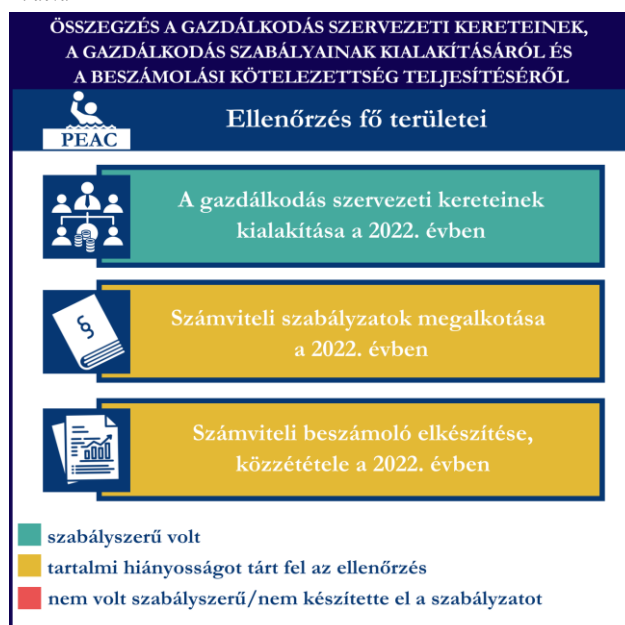 ÖSSZEGZÉS A GAZDÁLKODÁS SZERVEZETI KERETEINEK,
A GAZDÁLKODÁS SZABÁLYAINAK KIALAKÍTÁSÁRÓL ÉS
A BESZÁMOLÁSI KÖTELEZETTSÉG TELJESÍTÉSÉRŐL
PEAC
Ellenőrzés fő területei
A gazdálkodás szervezeti kereteinek
kialakítása a 2022. évben
§
Számviteli szabályzatok megalkotása
a 2022. évben
Számviteli beszámoló elkészítése,
közzététele a 2022. évben
szabályszerű volt
tartalmi hiányosságot tárt fel az ellenőrzés
nem volt szabályszerű/nem készítette el a szabályzatot